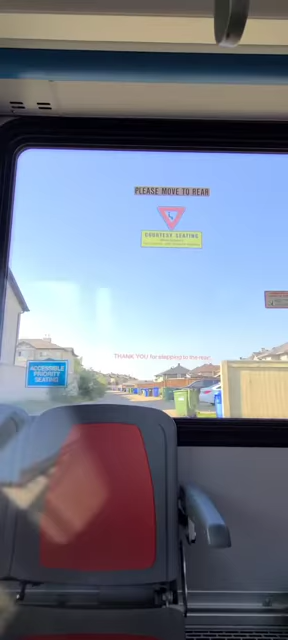 PLEASE MOVE TO REAR
COURTESY SEATING
THANK YOU for stepping to the rear!
ACCESSIBLE
PRIORITY
SEATING